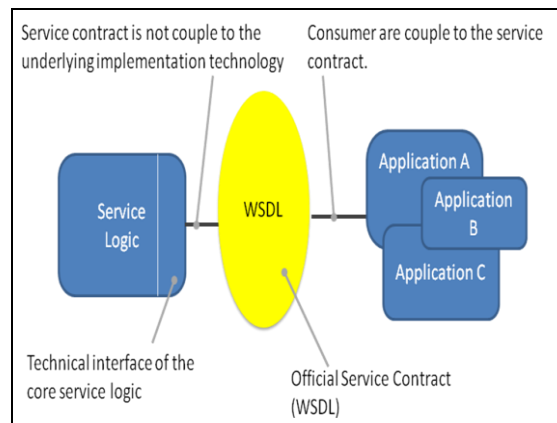 Service contract is not couple to the
underlying implementation technology
Consumer are couple to the service
contract.
Service
Logic
WSDL
Application A
Application
B
Application C
Technical interface of the
core service logic
Official Service Contract
(WSDL)